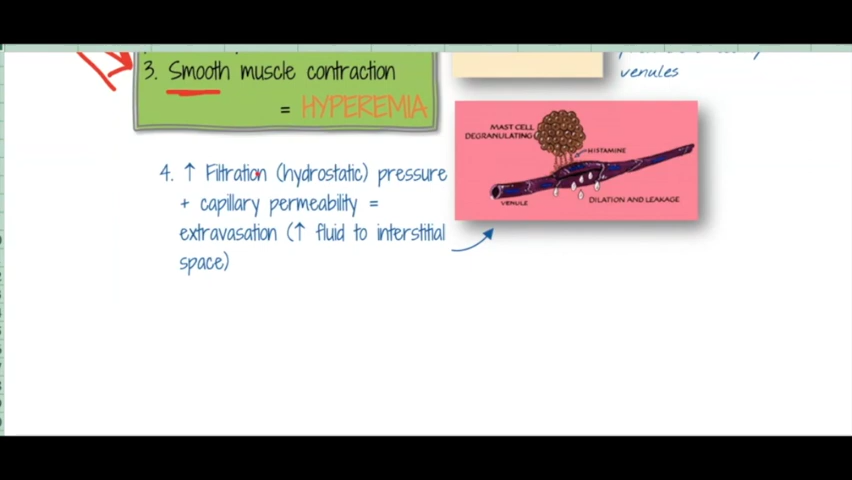 3. Smooth muscle contraction
= HYPEREMIA
venules
MAST CELL
DEGRANULATING
HISTAMINE
VENULE
DILATION AND LEAKAGE
4. ↑ Filtration (hydrostatic) pressure
+ capillary permeability =
extravasation (↑ fluid to interstitial
space)